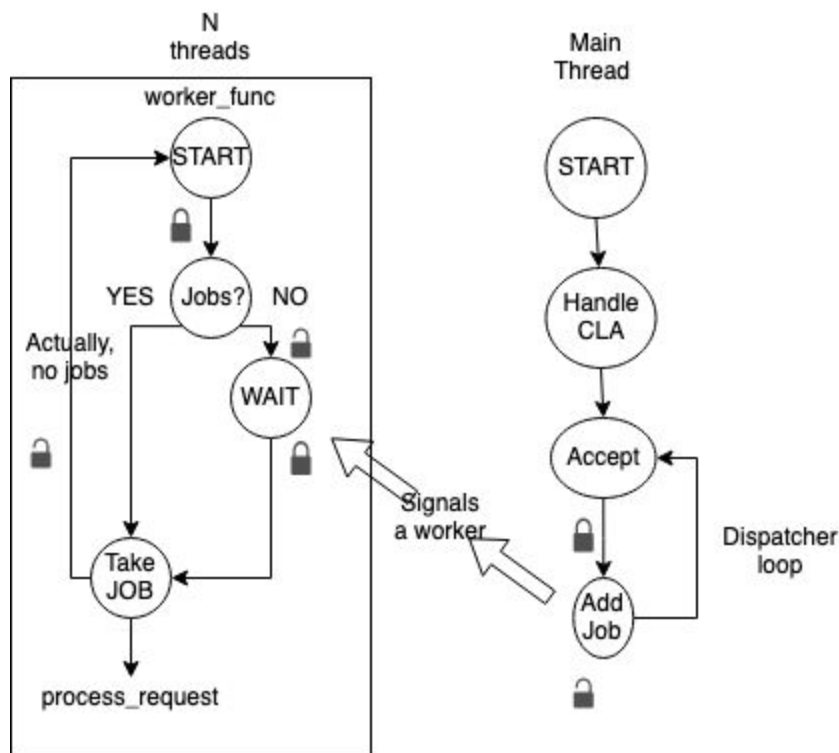 N
threads
worker_func
START
Jobs?
YES
NO
Actually,
no jobs
WAIT
Take
JOB
process_request
Signals
a worker
Main
Thread
START
Handle
CLA
Accept
Dispatcher
loop
Add
Job